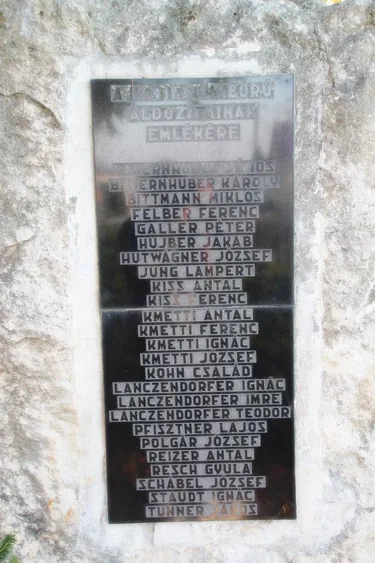 ÁLDOZATAINAK
EMLÉKÉRE
BAUERNHUBER KÁROLY
BITTMANN MIKLÓS
FELBER FERENC
GALLER PÉTER
HUJBER JAKAB
HUTWAGNER JÓZSEF
JUNG LAMPERT
KISS ANTAL
KISS FERENC
KMETTI ANTAL
KMETTI FERENC
KMETTI IGNÁC
KMETTI JÓZSEF
KOHN CSALÁD
LANCZENDORFER IGNÁC
LANCZENDORFER IMRE
LANCZENDORFER TEODOR
PFISZTNER LAJOS
POLGÁR JÓZSEF
REIZER ANTAL
RESCH GYULA
SCHÁBEL JÓZSEF
STAUDT IGNÁC
TUNNER